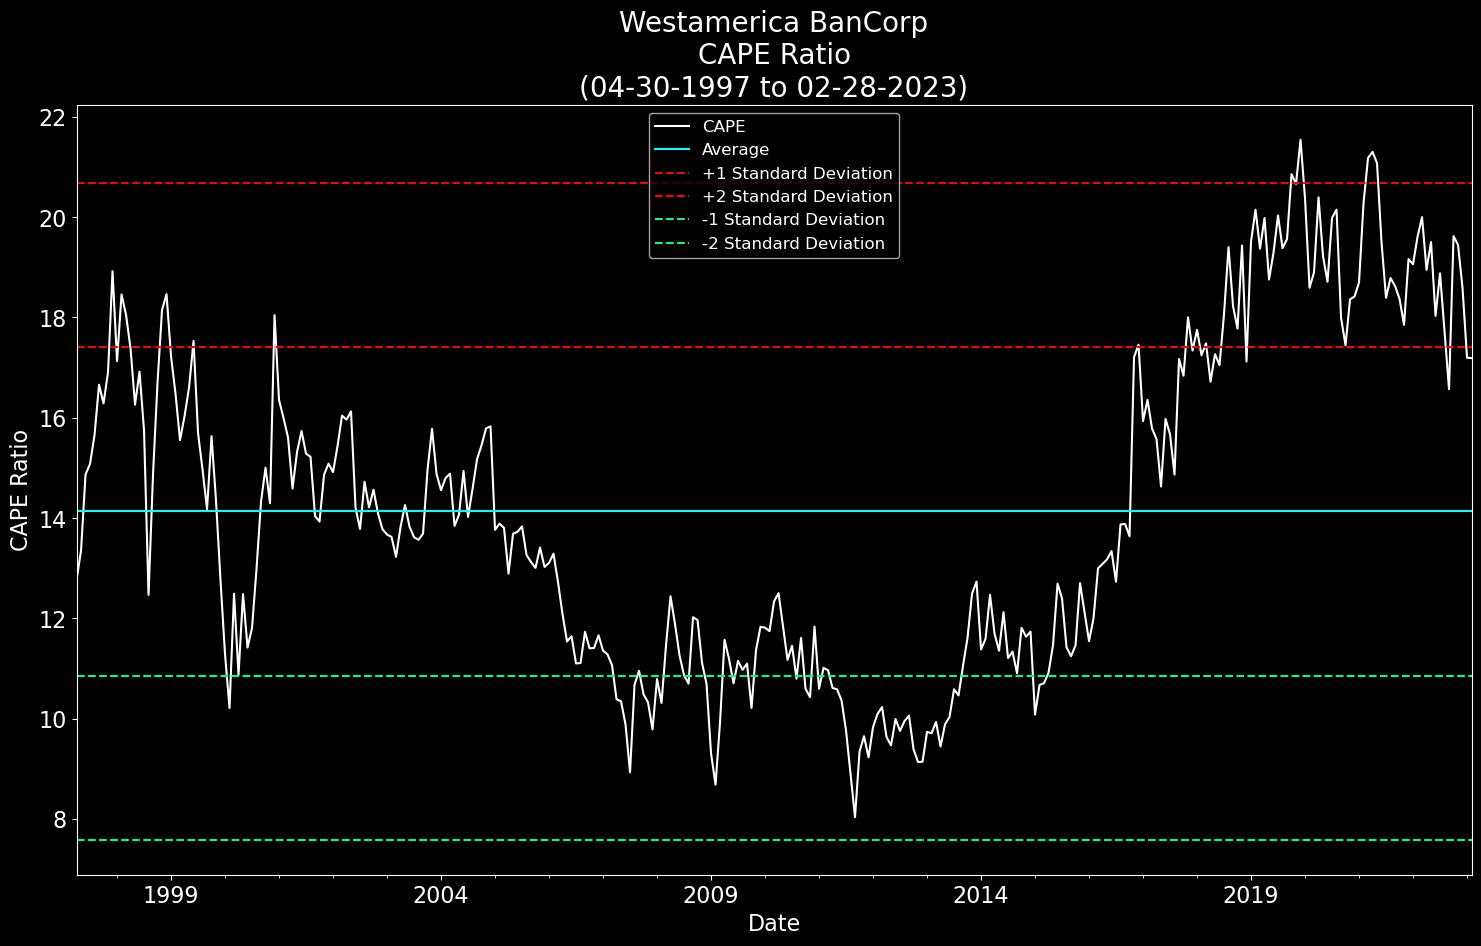 Westamerica BanCorp
CAPE Ratio
(04-30-1997 to 02-28-2023)
CAPE
Average
+1 Standard Deviation
+2 Standard Deviation
-1 Standard Deviation
-2 Standard Deviation
22
20
18
16
14
12
10
8
CAPE Ratio
1999 2004 2009 2014 2019
Date